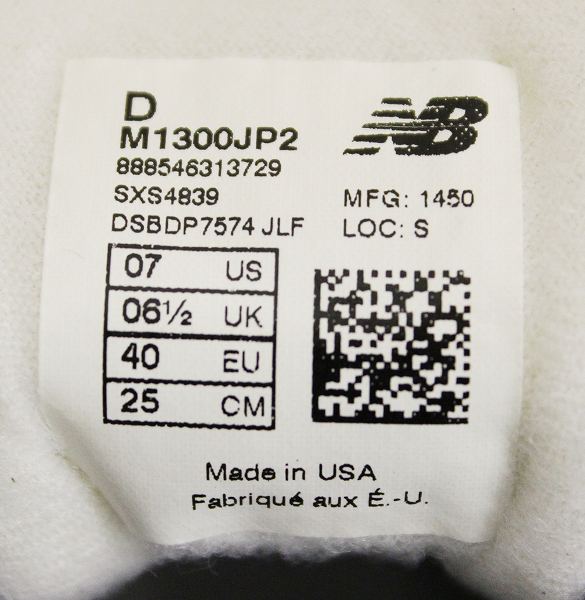 D
M1300JP2
NB
888546313729
SXS4839
MFG: 1450
DSBDP7574 JLF
LOC: S
07 US
06½ UK
40 EU
25 CM
Made in USA
Fabriqué aux É.-U.